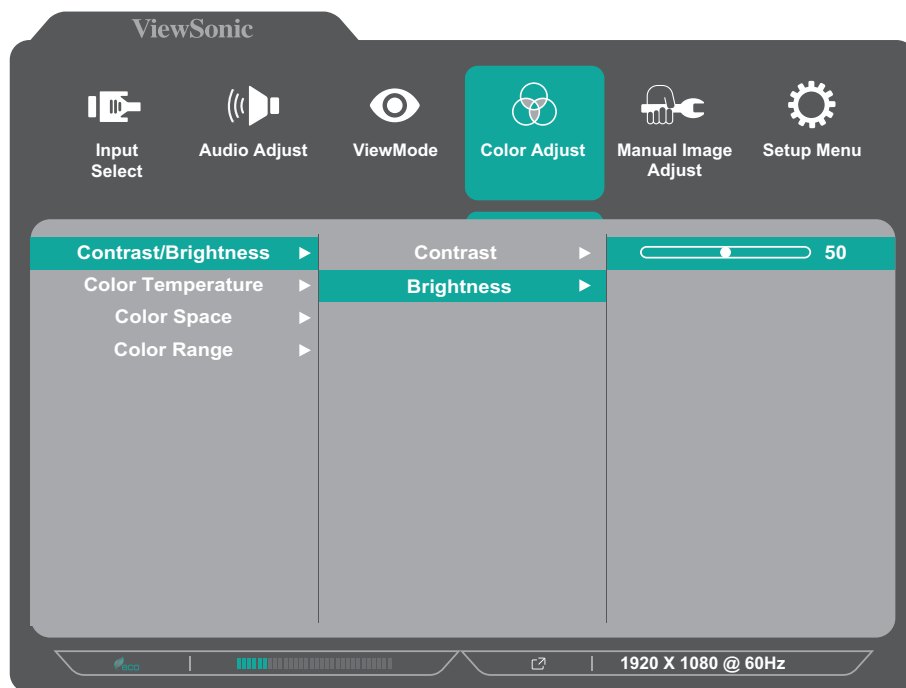 ViewSonic
Input
Select
Audio Adjust
ViewMode
Color Adjust
Manual Image
Adjust
Setup Menu
Contrast/Brightness
Contrast
50
Color Temperature
Brightness
Color Space
Color Range
eco
1920 X 1080 @ 60Hz